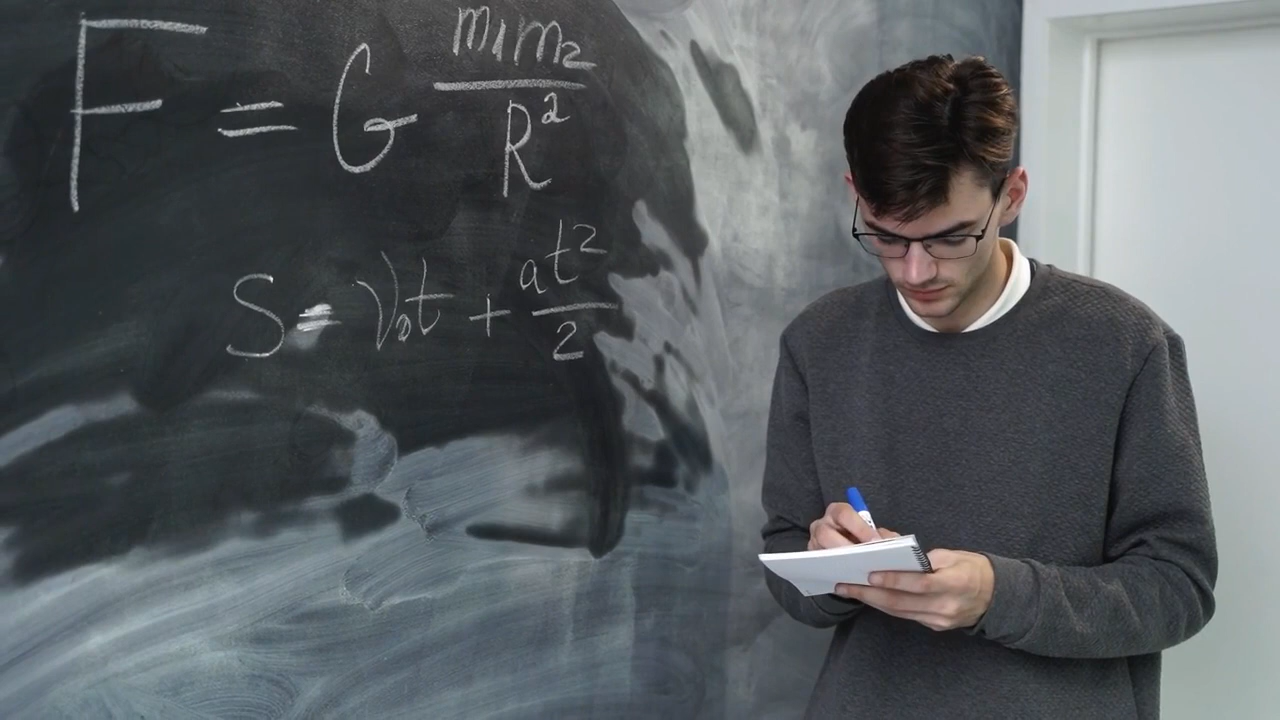 F = G m₁m₂/R²
S = V₀t + at²/2